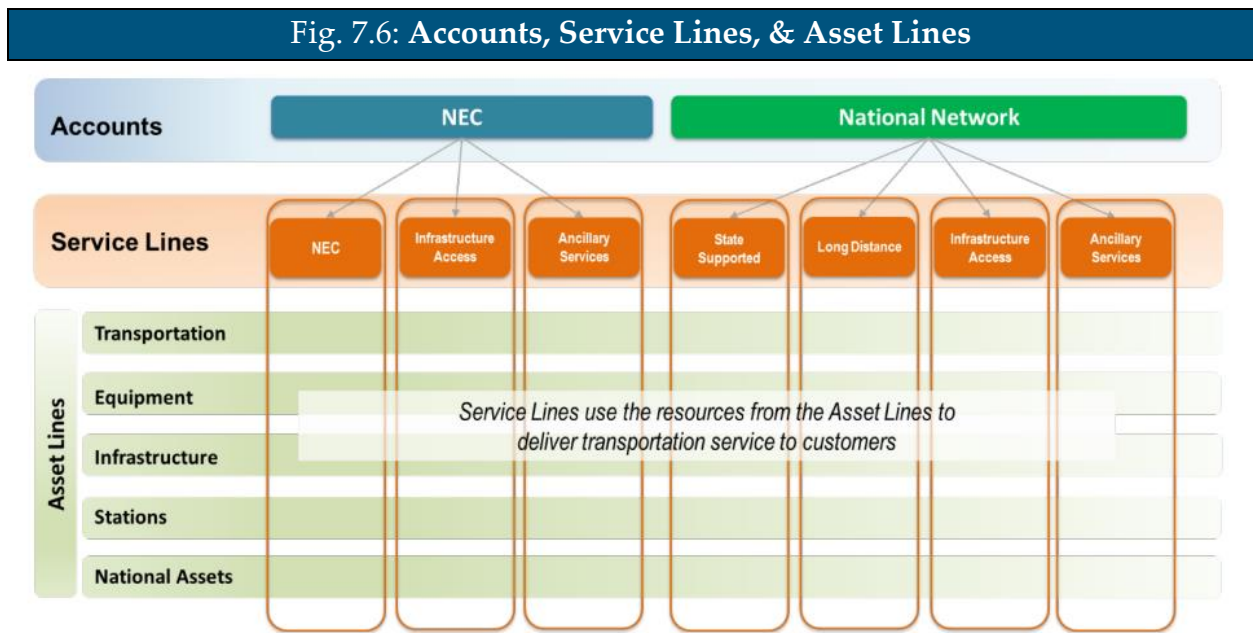 Fig. 7.6: Accounts, Service Lines, & Asset Lines
Accounts
NEC
National Network
Service Lines
NEC
Infrastructure
Access
Ancillary
Services
State
Supported
Long Distance
Infrastructure
Access
Ancillary
Services
Asset Lines
Transportation
Equipment
Infrastructure
Stations
National Assets
Service Lines use the resources from the Asset Lines to
deliver transportation service to customers